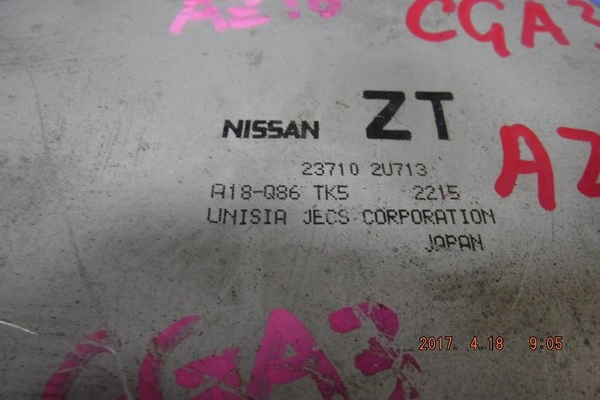 AZ10
CGA3
NISSAN ZT
AZ
23710 2U713
A18-Q86 TK5 2215
UNISIA JECS CORPORATION
JAPAN
CGA3
2017. 4.18 9:05